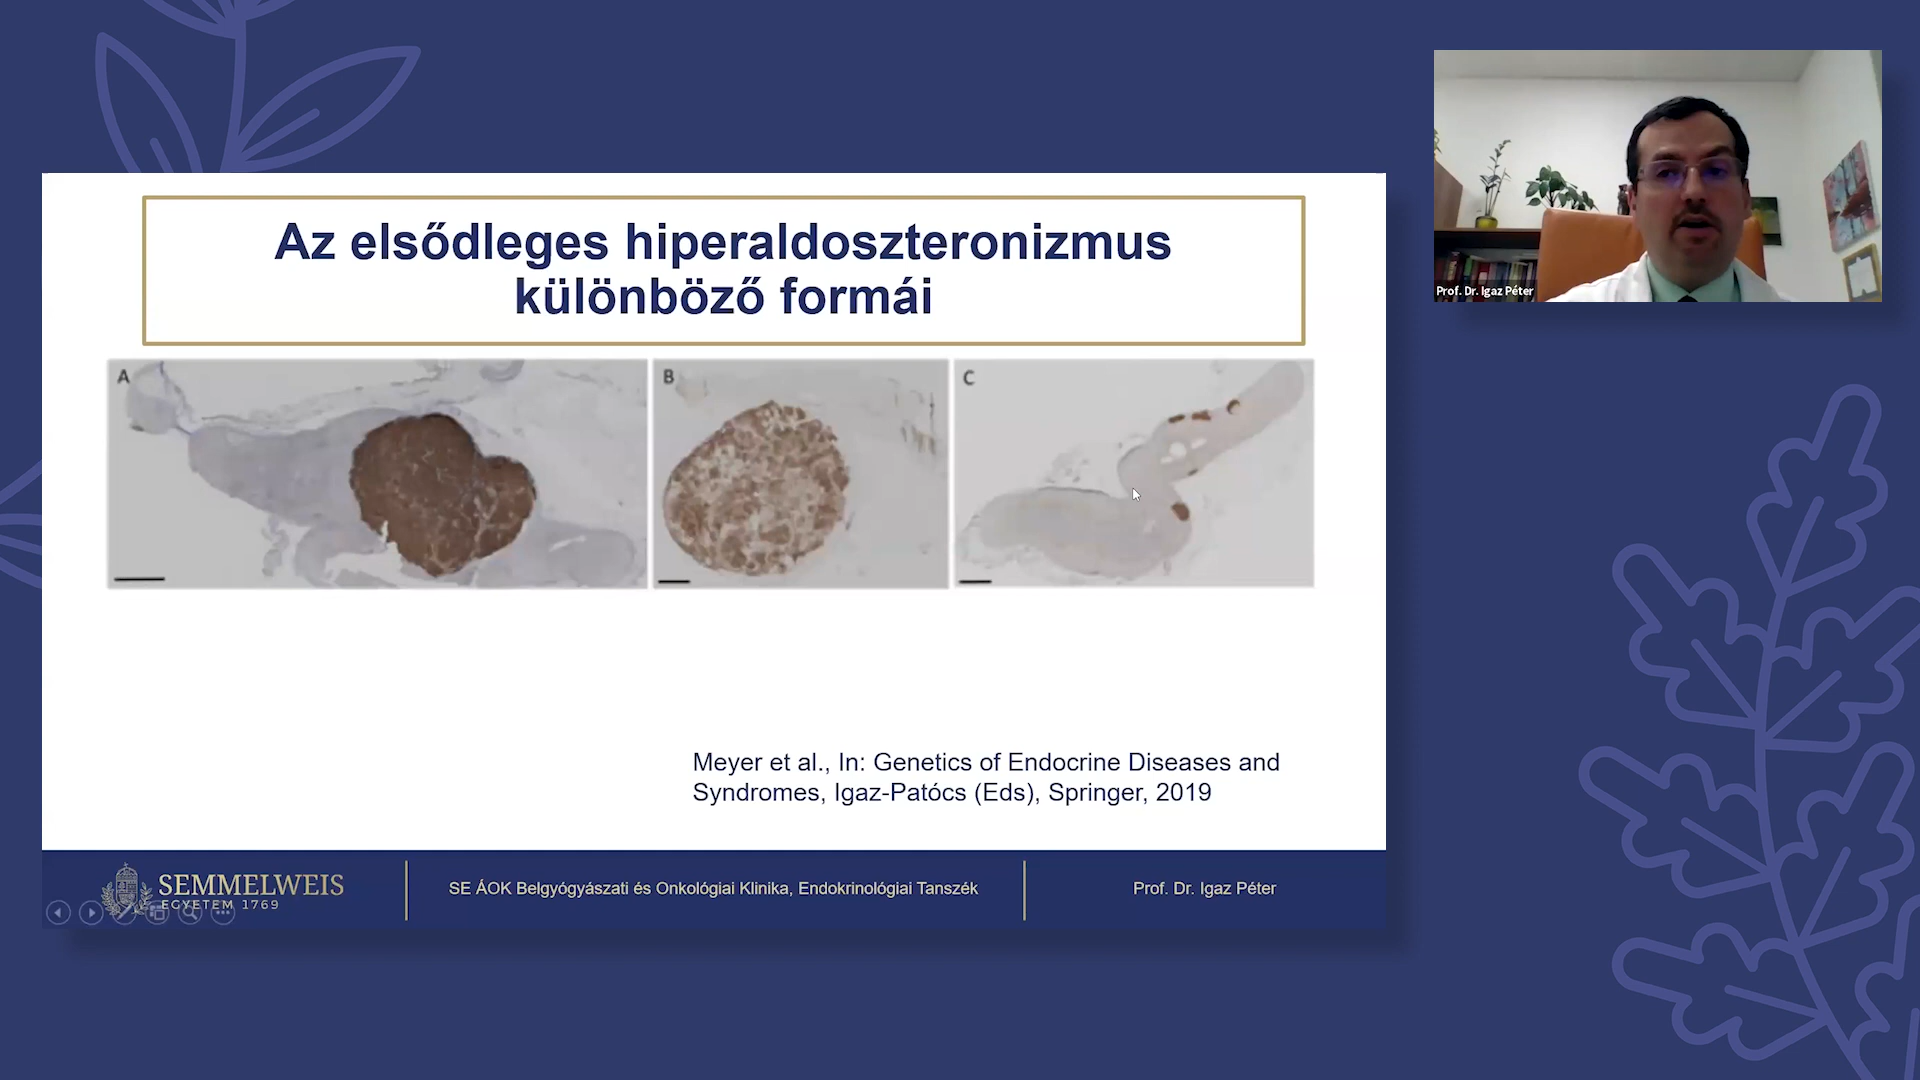 Az elsődleges hiperaldoszteronizmus
különböző formái
A
B
C
Meyer et al., In: Genetics of Endocrine Diseases and
Syndromes, Igaz-Patócs (Eds), Springer, 2019
SEMMELWEIS
EGYETEM 1769
SE ÁOK Belgyógyászati és Onkológiai Klinika, Endokrinológiai Tanszék
Prof. Dr. Igaz Péter
Prof. Dr. Igaz Péter